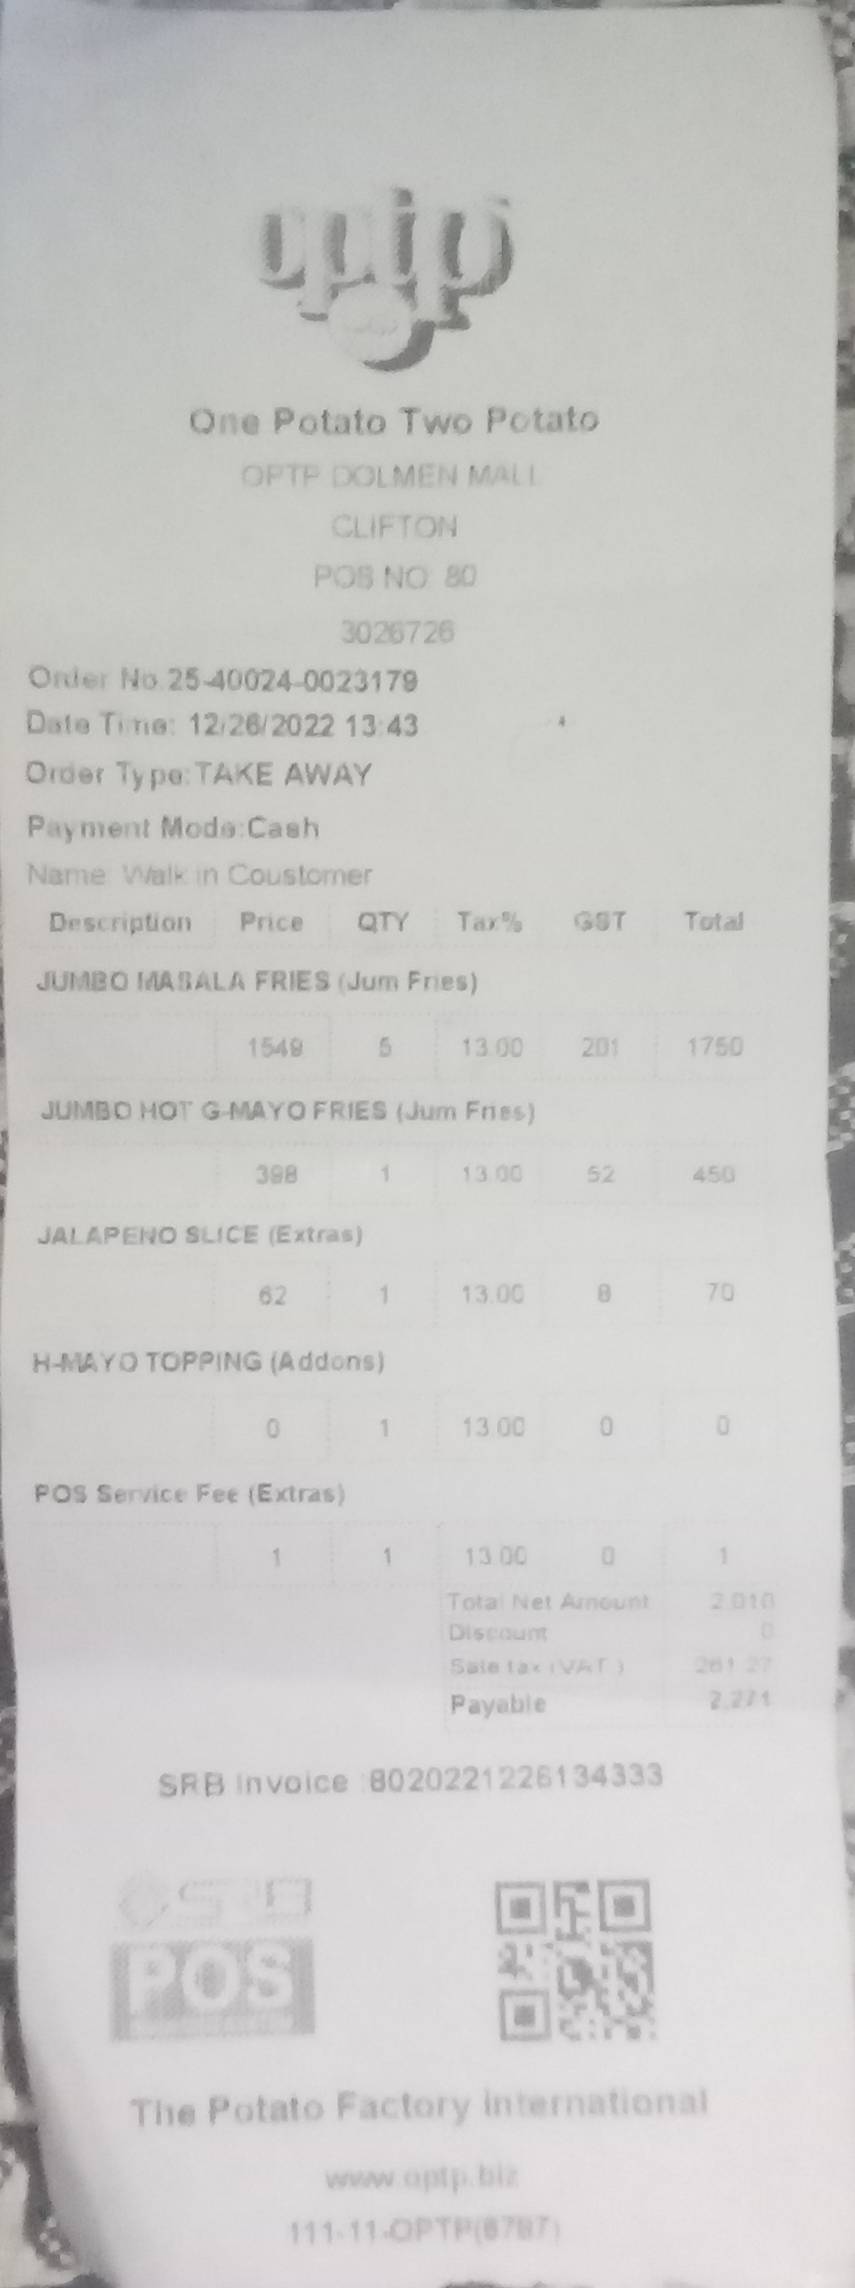 optp
One Potato Two Potato
OPTP DOLMEN MALL
CLIFTON
POS NO: 80
3026726
Order No:25-40024-0023179
Date Time: 12/26/2022 13:43
Order Type:TAKE AWAY
Payment Mode:Cash
Name: Walk in Coustomer
Description Price QTY Tax% GST Total
JUMBO MASALA FRIES (Jum Fries)
1549 5 13.00 201 1750
JUMBO HOT G-MAYO FRIES (Jum Fries)
398 1 13.00 52 450
JALAPENO SLICE (Extras)
62 1 13.00 8 70
H-MAYO TOPPING (Addons)
0 1 13.00 0 0
POS Service Fee (Extras)
1 1 13.00 0 1
Total Net Amount 2,010
Discount 0
Sale tax (VAT) 261.27
Payable 2,271
SRB Invoice :8020221226134333
SRB
POS
The Potato Factory international
www.optp.biz
111-11-OPTP(6787)